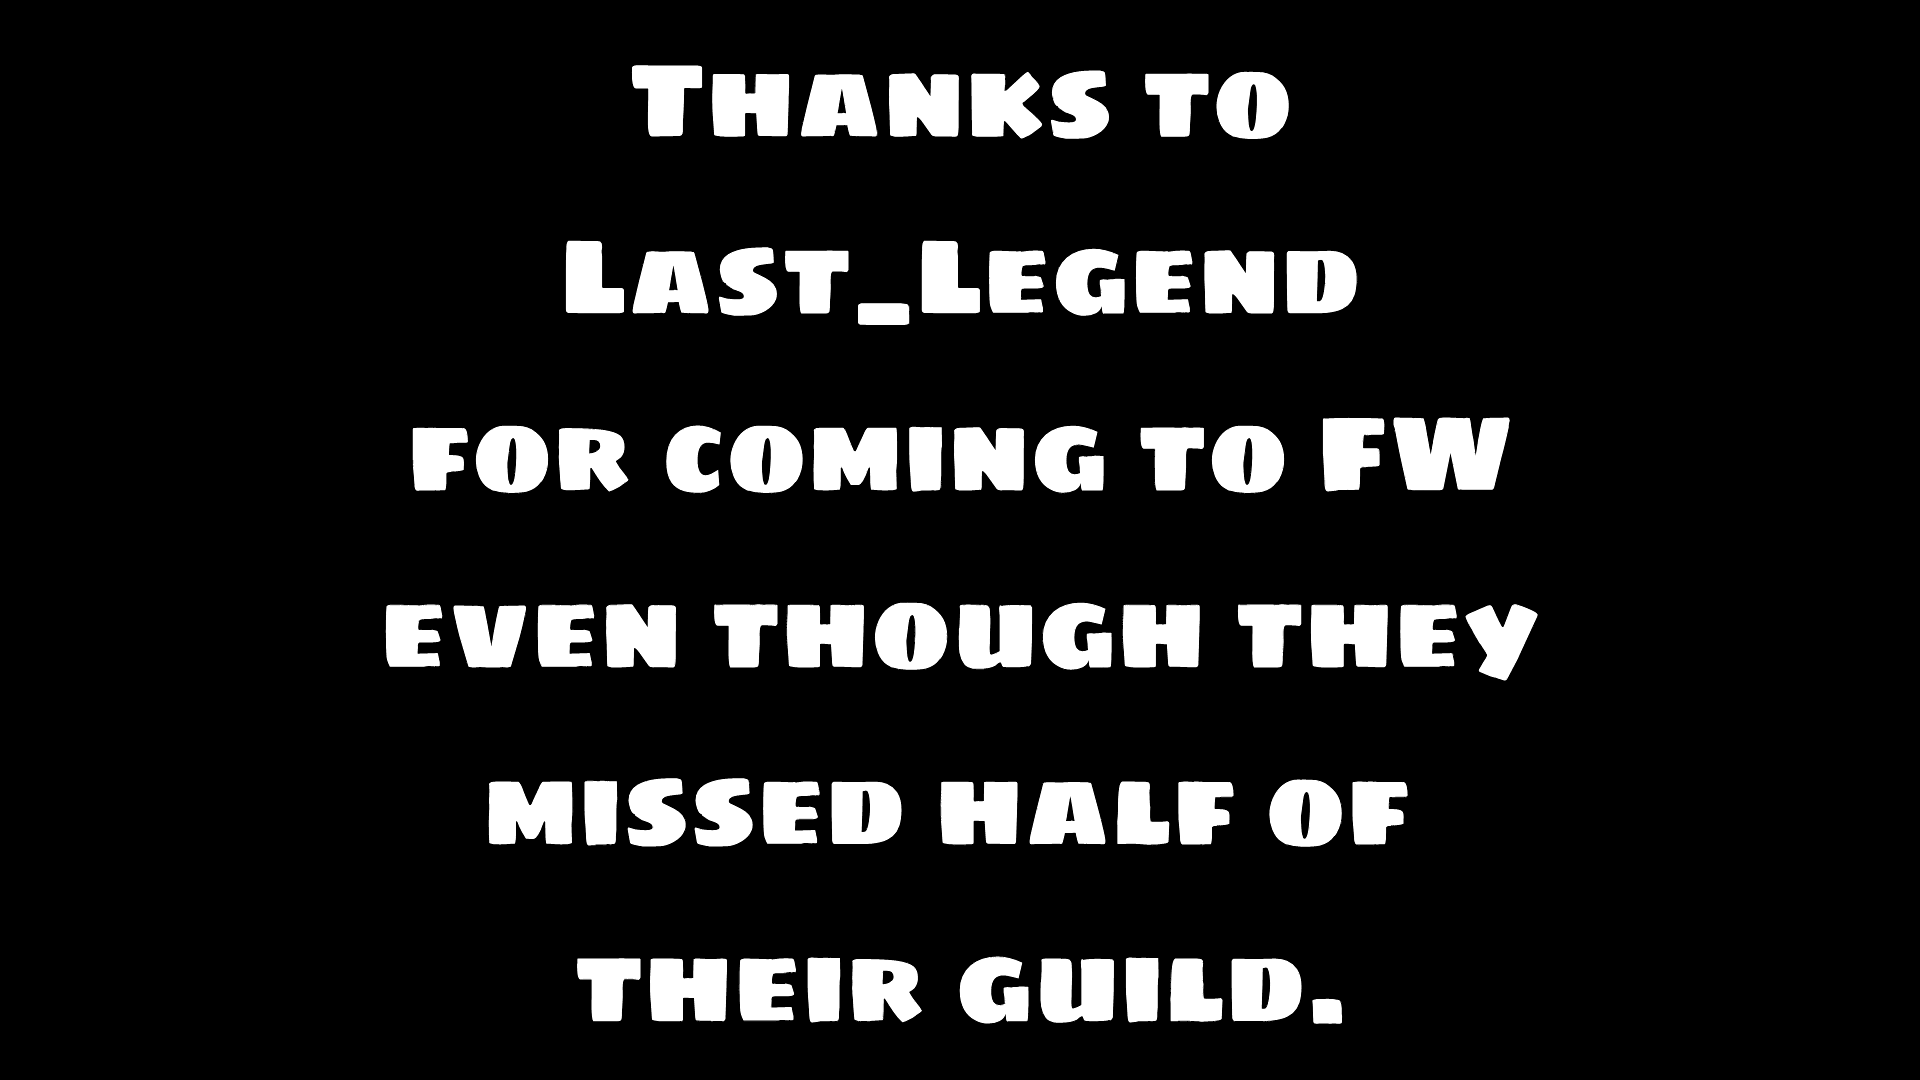 Thanks to
Last_Legend
for coming to FW
even though they
missed half of
their guild.